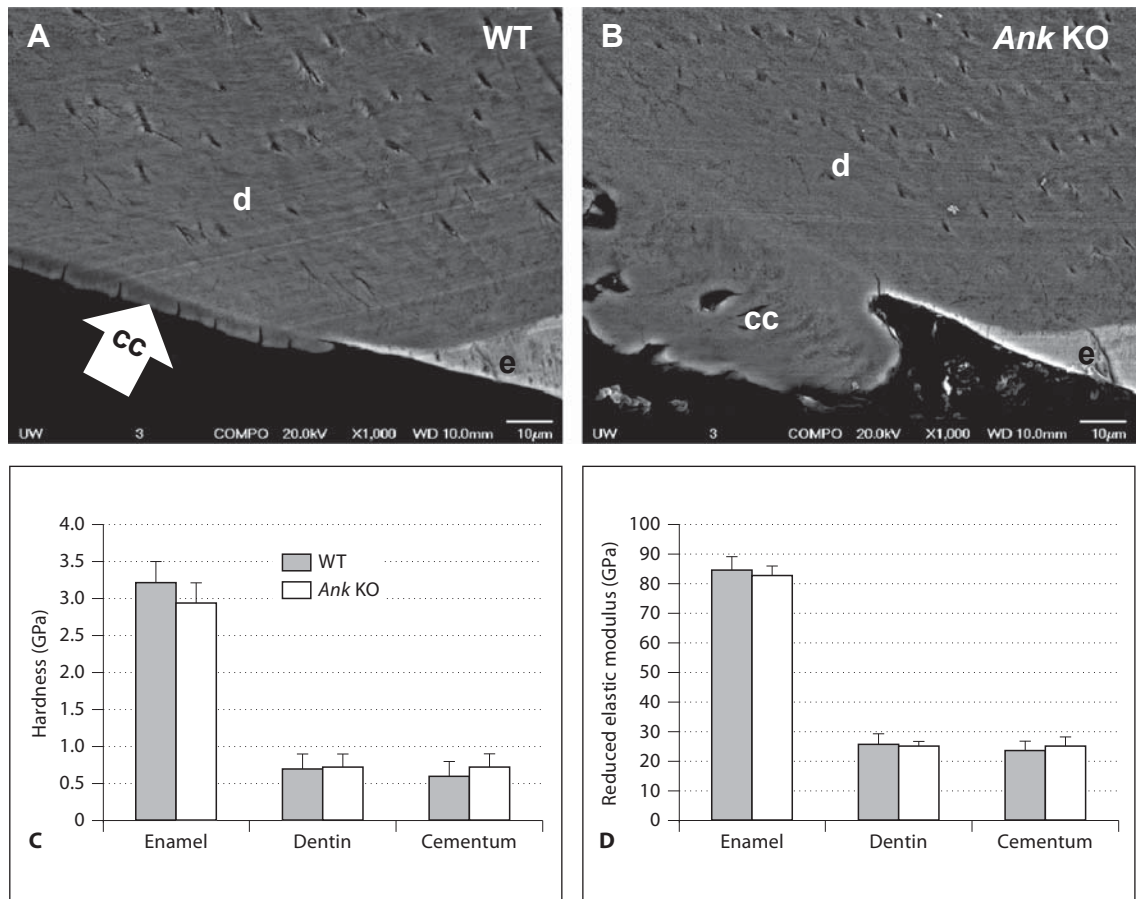 A
WT
d
cc
e
UW 3 COMPO 20.0kV X1,000 WD 10.0mm 10µm
B
Ank KO
d
cc
e
UW 3 COMPO 20.0kV X1,000 WD 10.0mm 10µm
4.0
3.5
3.0
2.5
2.0
1.5
1.0
0.5
0
Hardness (GPa)
WT
Ank KO
Enamel Dentin Cementum
C
100
90
80
70
60
50
40
30
20
10
0
Reduced elastic modulus (GPa)
Enamel Dentin Cementum
D